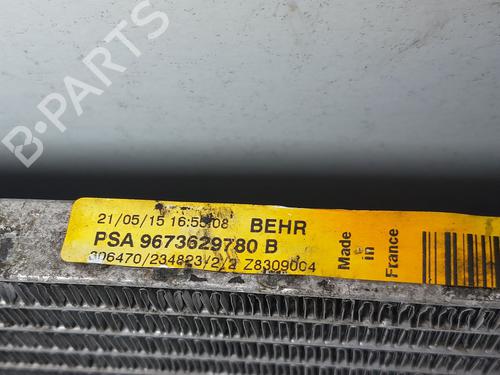 B-PARTS
21/05/15 16:55:08 BEHR
PSA 9673629780 B
306470/234823/2/2 Z8309004
Made
in
France